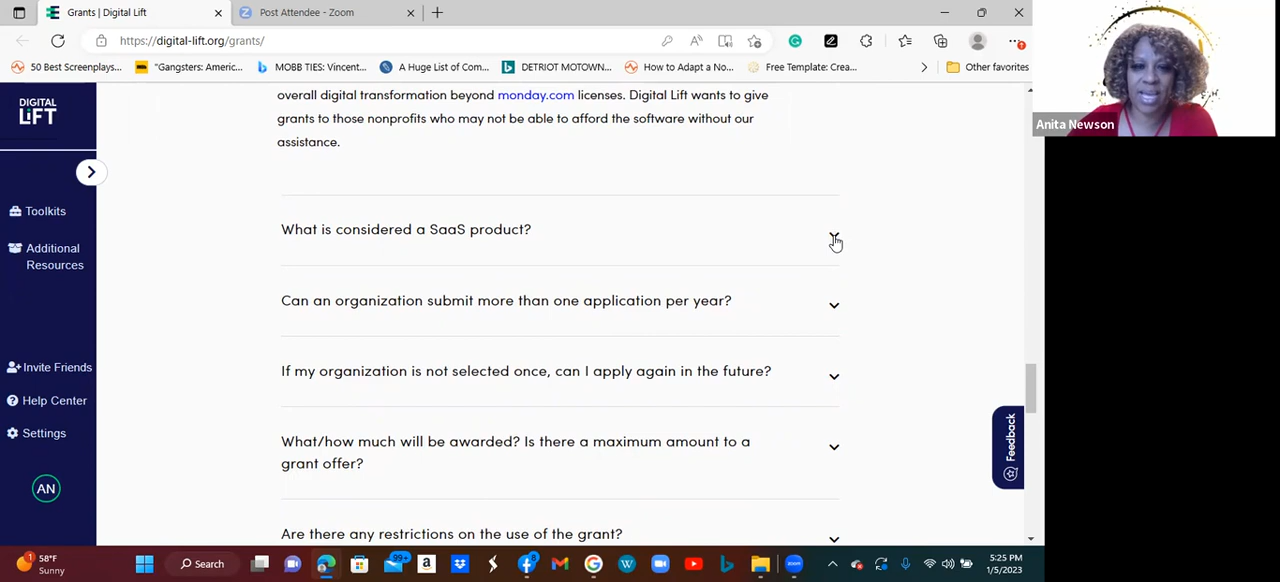 Grants | Digital Lift
Post Attendee - Zoom
https://digital-lift.org/grants/
50 Best Screenplays...
"Gangsters: Americ...
MOBB TIES: Vincent...
A Huge List of Com...
DETRIOT MOTOWN...
How to Adapt a No...
Free Template: Crea...
Other favorites
DIGITAL
LiFT
Toolkits
Additional
Resources
Invite Friends
Help Center
Settings
AN
overall digital transformation beyond monday.com licenses. Digital Lift wants to give
grants to those nonprofits who may not be able to afford the software without our
assistance.
What is considered a SaaS product?
Can an organization submit more than one application per year?
If my organization is not selected once, can I apply again in the future?
What/how much will be awarded? Is there a maximum amount to a
grant offer?
Are there any restrictions on the use of the grant?
Feedback
Anita Newson
1
58°F
Sunny
Search
99+
8
zoom
5:25 PM
1/5/2023